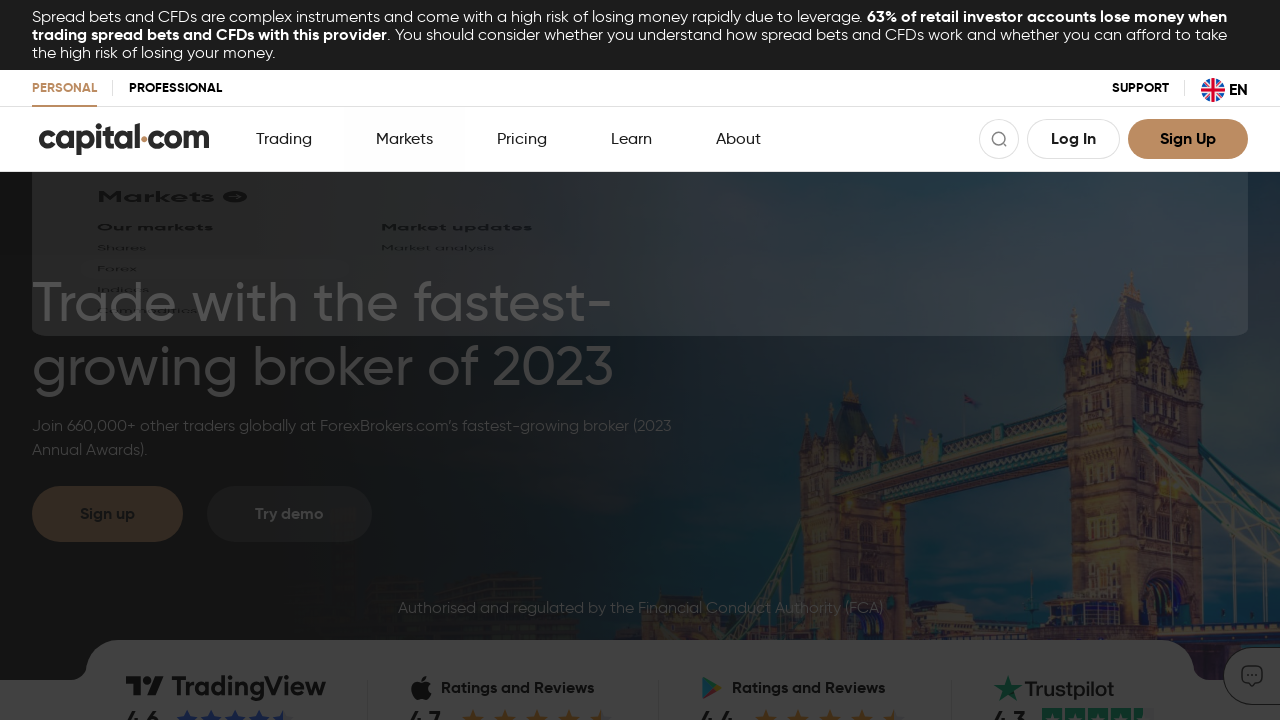 Spread bets and CFDs are complex instruments and come with a high risk of losing money rapidly due to leverage. 63% of retail investor accounts lose money when
trading spread bets and CFDs with this provider. You should consider whether you understand how spread bets and CFDs work and whether you can afford to take
the high risk of losing your money.
PERSONAL PROFESSIONAL SUPPORT EN
capital.com Trading Markets Pricing Learn About Log In Sign Up
Markets
Our markets Market updates
Shares Market analysis
Forex
Indices
Trade with the fastest-
growing broker of 2023
Join 660,000+ other traders globally at ForexBrokers.com's fastest-growing broker (2023
Annual Awards).
Sign up Try demo
Authorised and regulated by the Financial Conduct Authority (FCA)
TradingView Ratings and Reviews Ratings and Reviews Trustpilot
4.6 4.7 4.4 4.3